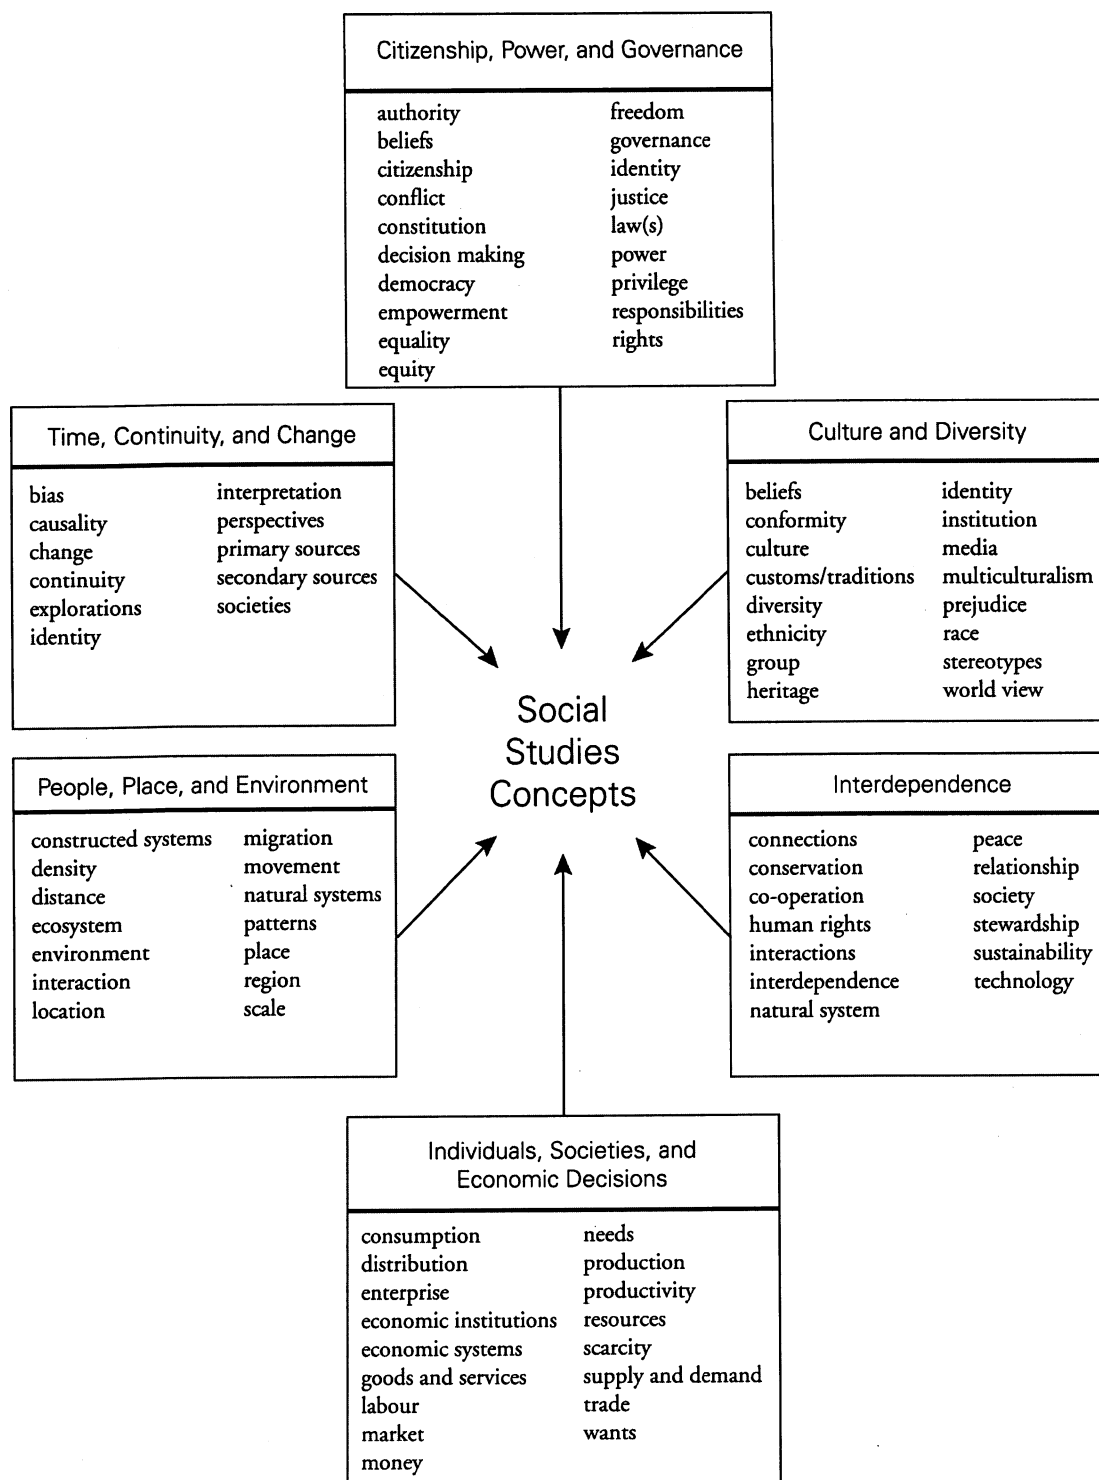 Citizenship, Power, and Governance
authority
beliefs
citizenship
conflict
constitution
decision making
democracy
empowerment
equality
equity
freedom
governance
identity
justice
law(s)
power
privilege
responsibilities
rights
Time, Continuity, and Change
bias
causality
change
continuity
explorations
identity
interpretation
perspectives
primary sources
secondary sources
societies
Culture and Diversity
beliefs
conformity
culture
customs/traditions
diversity
ethnicity
group
heritage
identity
institution
media
multiculturalism
prejudice
race
stereotypes
world view
Social
Studies
Concepts
People, Place, and Environment
constructed systems
density
distance
ecosystem
environment
interaction
location
migration
movement
natural systems
patterns
place
region
scale
Interdependence
connections
conservation
co-operation
human rights
interactions
interdependence
natural system
peace
relationship
society
stewardship
sustainability
technology
Individuals, Societies, and
Economic Decisions
consumption
distribution
enterprise
economic institutions
economic systems
goods and services
labour
market
money
needs
production
productivity
resources
scarcity
supply and demand
trade
wants